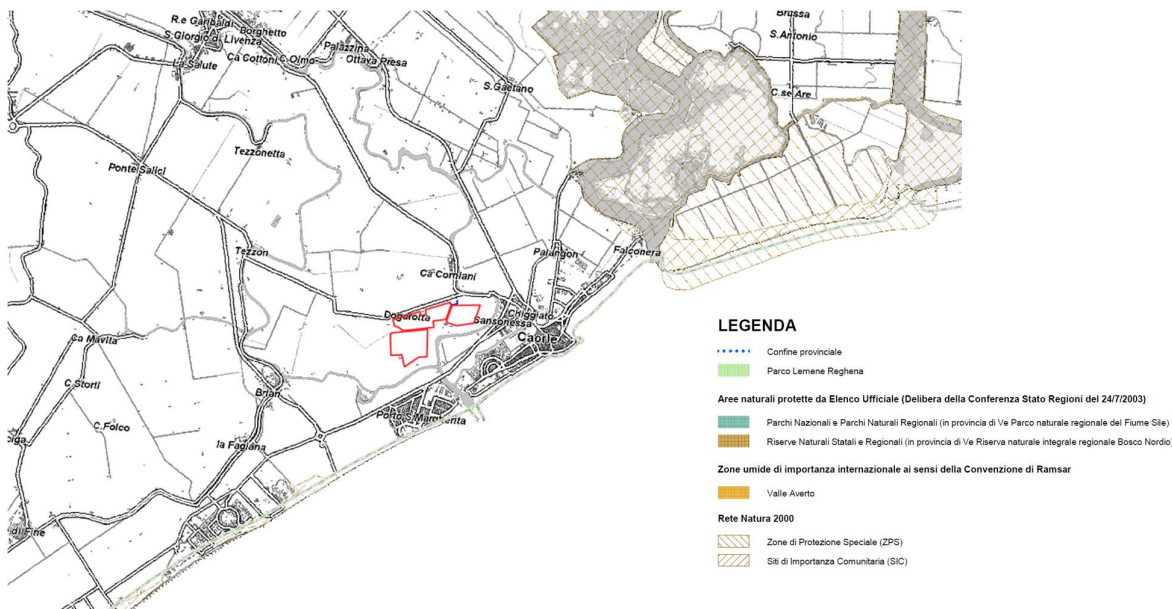 R.e Garibaldi
Borghetto
S.Giorgio di Livenza
Palazzina
Ca Cottoni
C.Olmo
Ottava Presa
La Salute
Brussa
S.Antonio
S.Gaetano
C.se Are
Tezzonetta
Ponte Salici
Tezzon
Palangon
Falconera
Ca Corniani
Dogarotta
Chiggiato
Sansonessa
Caorle
Ca Mavita
C.Storti
Brian
Porto S.Margherita
C.Folco
la Fagiana
di Fine
LEGENDA
Confine provinciale
Parco Lemene Reghena
Aree naturali protette da Elenco Ufficiale (Delibera della Conferenza Stato Regioni del 24/7/2003)
Parchi Nazionali e Parchi Naturali Regionali (in provincia di Ve Parco naturale regionale del Fiume Sile)
Riserve Naturali Statali e Regionali (in provincia di Ve Riserva naturale integrale regionale Bosco Nordio)
Zone umide di importanza internazionale ai sensi della Convenzione di Ramsar
Valle Averto
Rete Natura 2000
Zone di Protezione Speciale (ZPS)
Siti di Importanza Comunitaria (SIC)